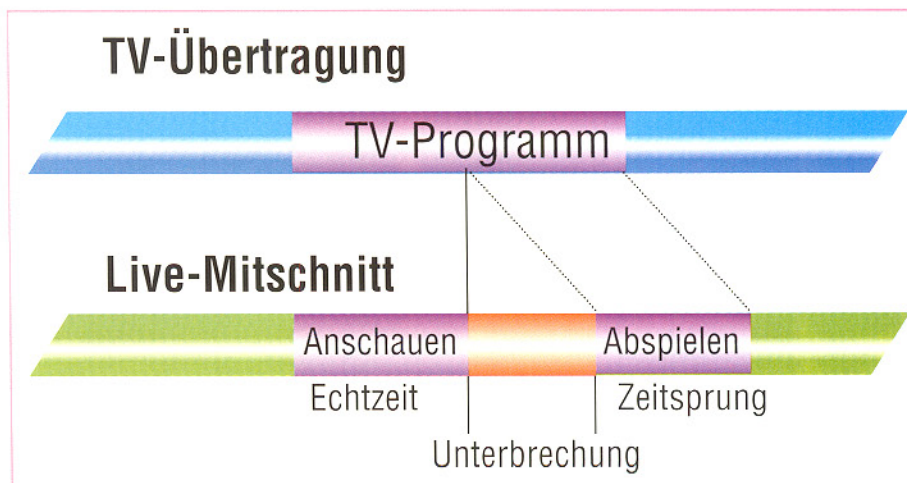 TV-Übertragung
TV-Programm
Live-Mitschnitt
Anschauen Abspielen
Echtzeit Zeitsprung
Unterbrechung